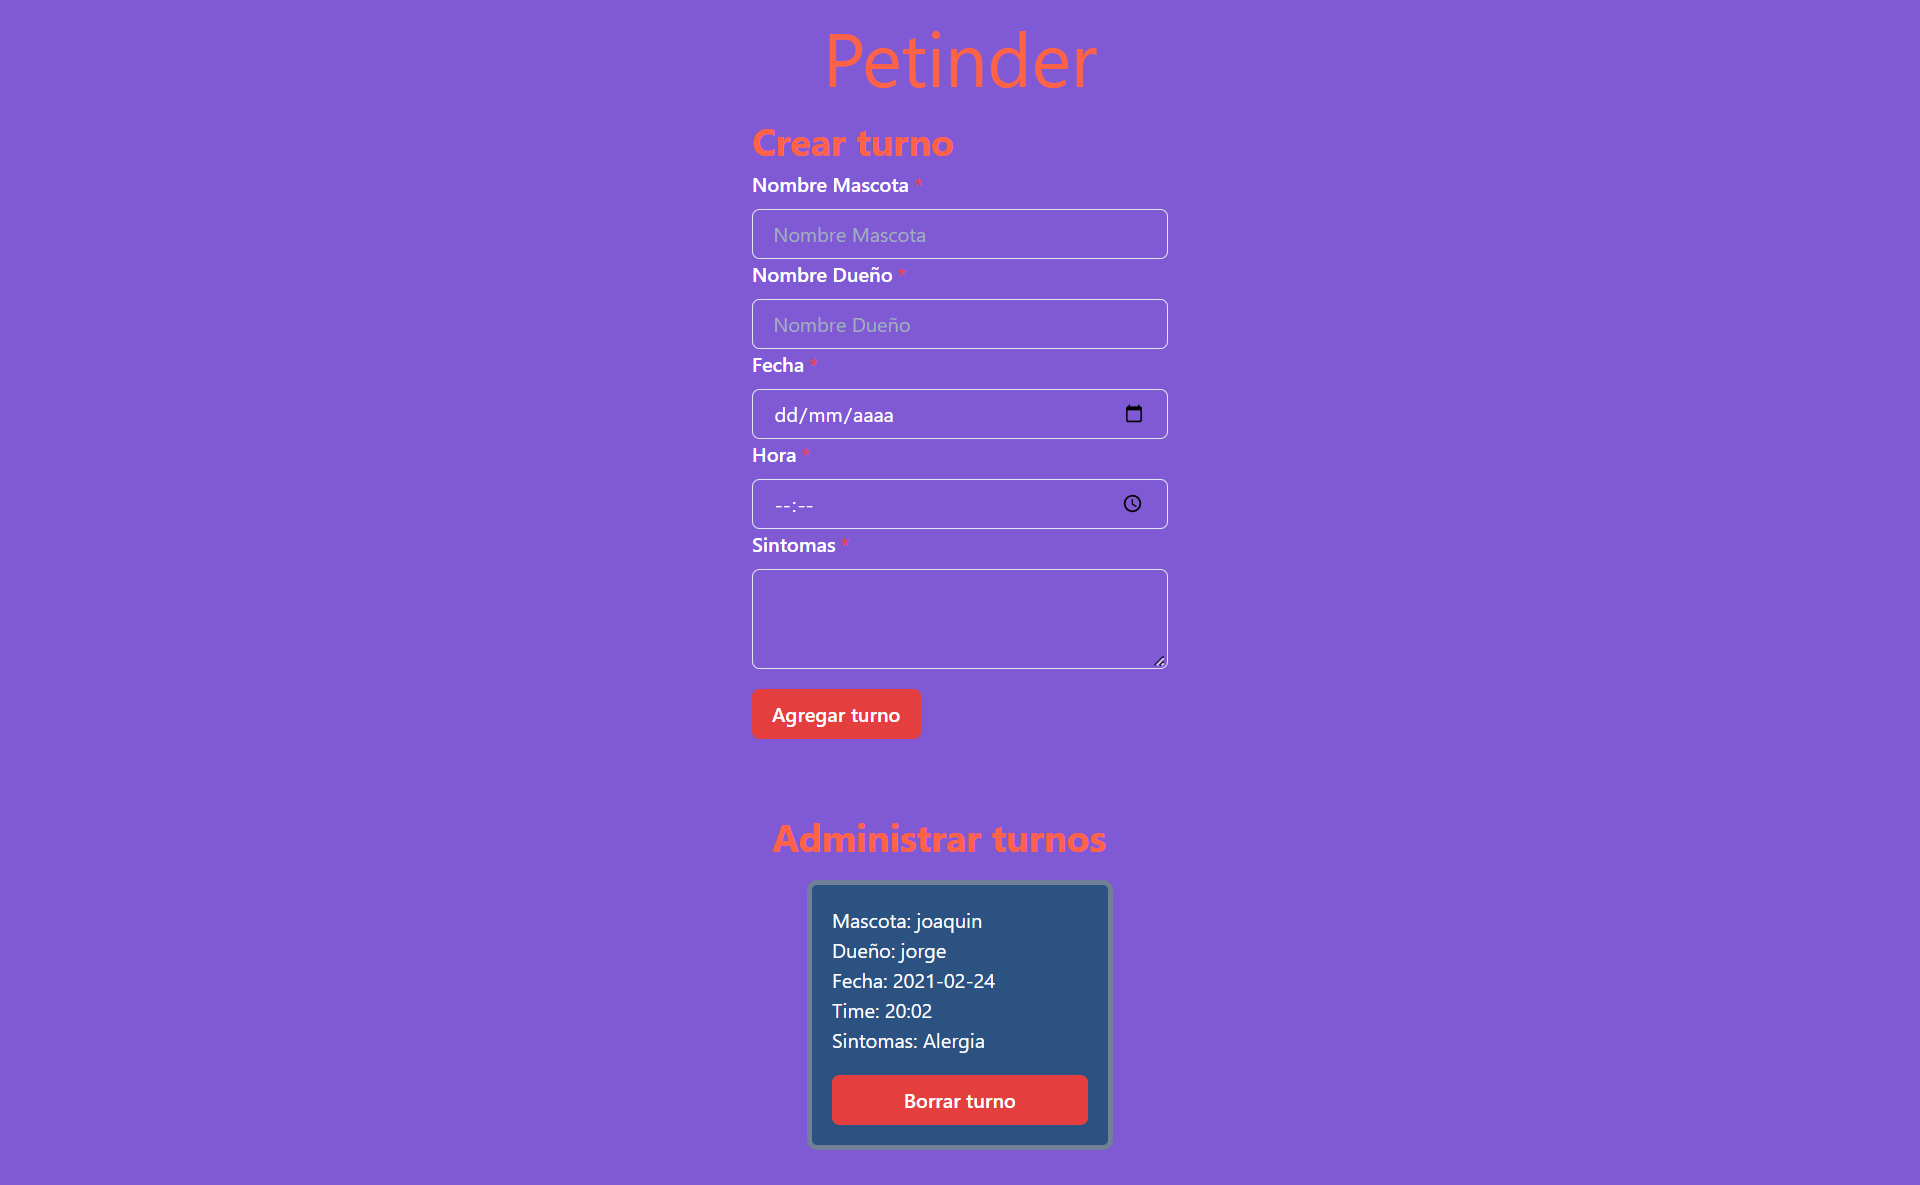 Petinder
Crear turno
Nombre Mascota *
Nombre Mascota
Nombre Dueño *
Nombre Dueño
Fecha *
dd/mm/aaaa
Hora *
--:--
Sintomas *
Agregar turno
Administrar turnos
Mascota: joaquin
Dueño: jorge
Fecha: 2021-02-24
Time: 20:02
Sintomas: Alergia
Borrar turno